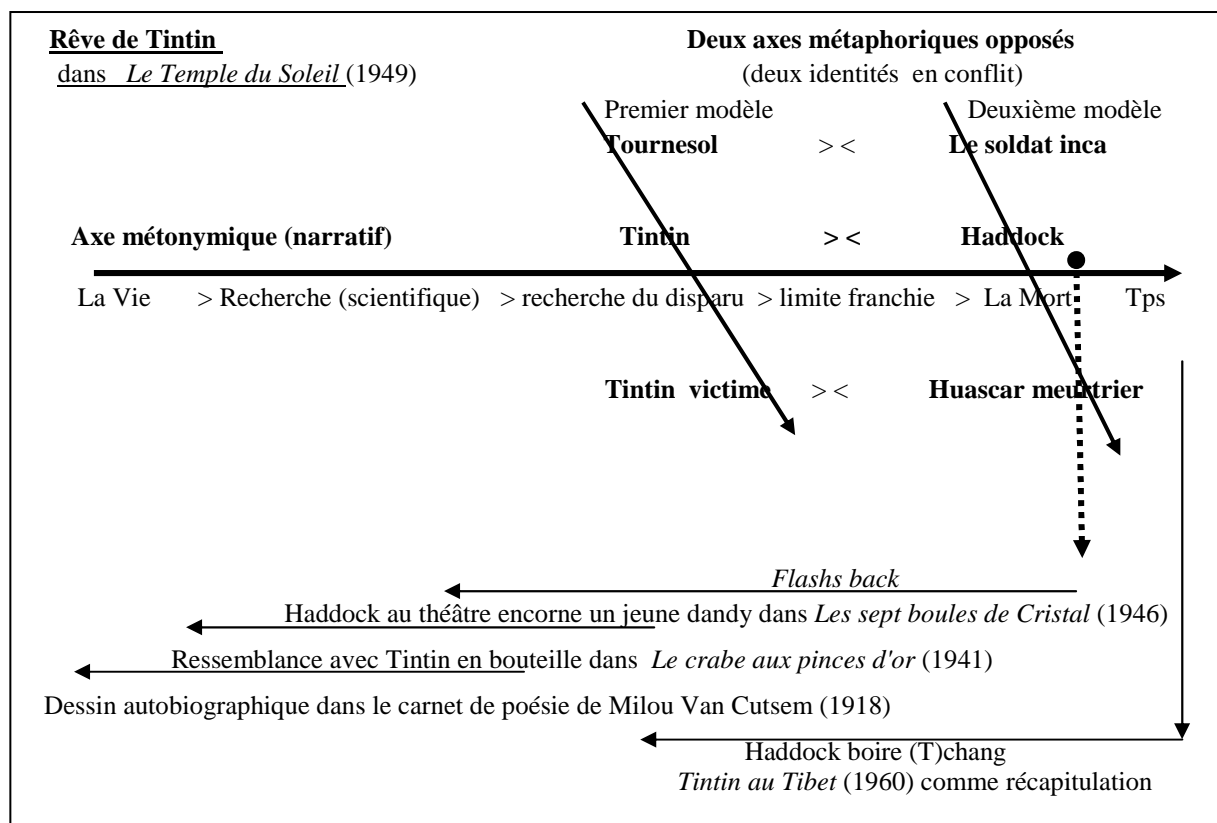 Rêve de Tintin
Deux axes métaphoriques opposés
dans Le Temple du Soleil (1949)
(deux identités en conflit)
Premier modèle
Deuxième modèle
Tournesol > < Le soldat inca
Axe métonymique (narratif) Tintin > < Haddock
La Vie > Recherche (scientifique) > recherche du disparu > limite franchie > La Mort Tps
Tintin victime > < Huascar meurtrier
Flashs back
Haddock au théâtre encorne un jeune dandy dans Les sept boules de Cristal (1946)
Ressemblance avec Tintin en bouteille dans Le crabe aux pinces d'or (1941)
Dessin autobiographique dans le carnet de poésie de Milou Van Cutsem (1918)
Haddock boire (T)chang
Tintin au Tibet (1960) comme récapitulation